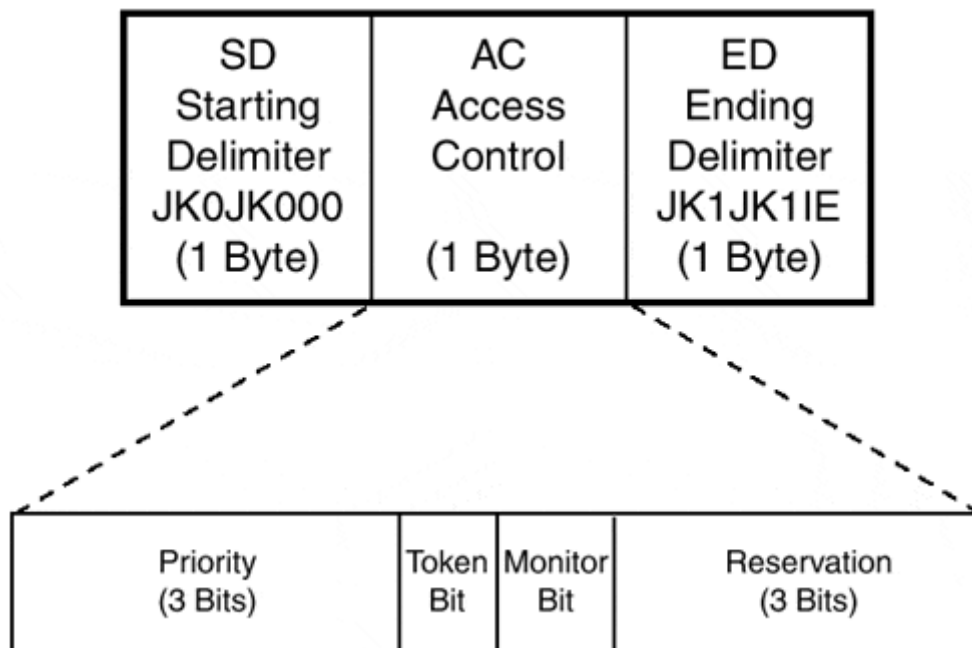 SD
Starting
Delimiter
JK0JK000
(1 Byte)
AC
Access
Control
(1 Byte)
ED
Ending
Delimiter
JK1JK1IE
(1 Byte)
Priority
(3 Bits)
Token
Bit
Monitor
Bit
Reservation
(3 Bits)